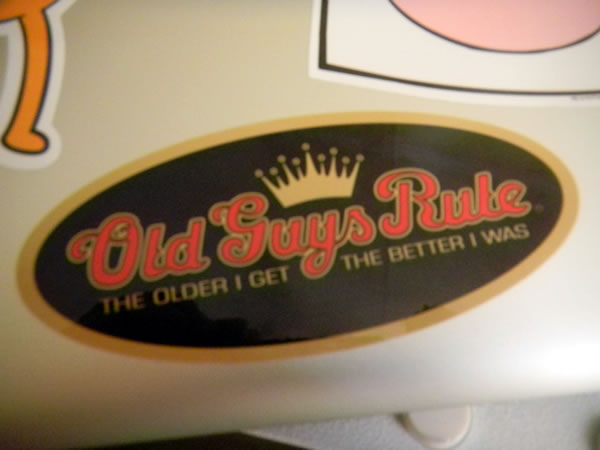 Old Guys Rule
THE OLDER I GET THE BETTER I WAS